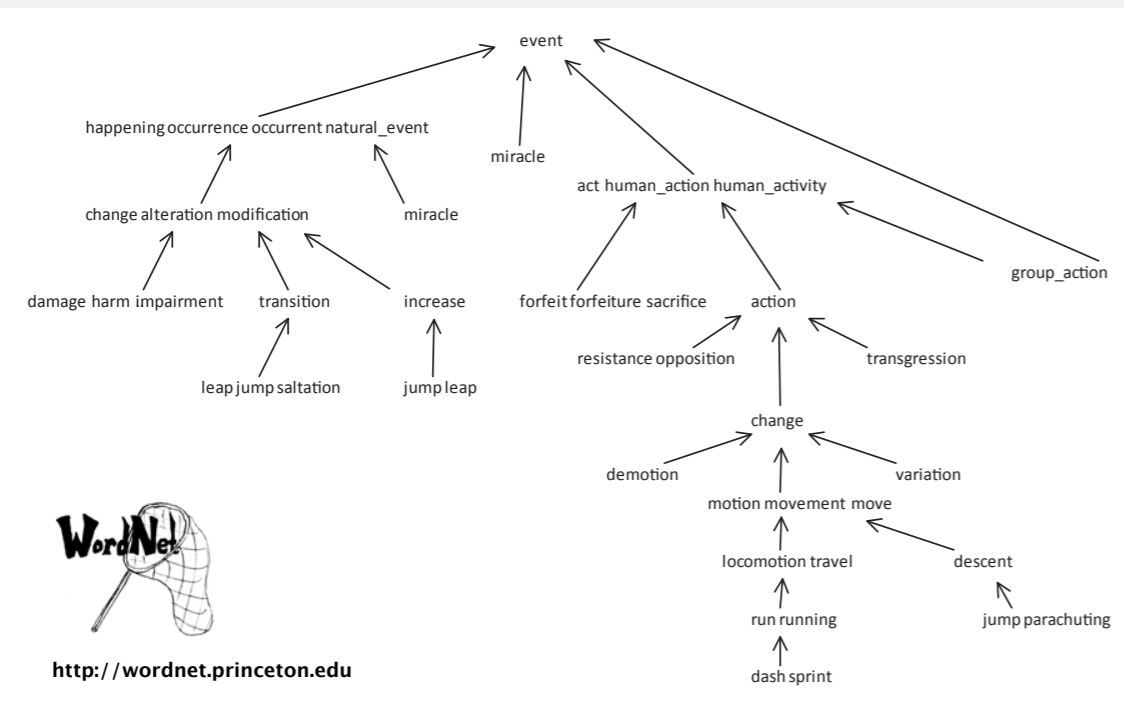 event
happening occurrence occurrent natural_event
miracle
act human_action human_activity
change alteration modification
miracle
group_action
damage harm impairment
transition
increase
forfeit forfeiture sacrifice
action
resistance opposition
transgression
leap jump saltation
jump leap
change
demotion
variation
motion movement move
WordNet
locomotion travel
descent
run running
jump parachuting
http://wordnet.princeton.edu
dash sprint